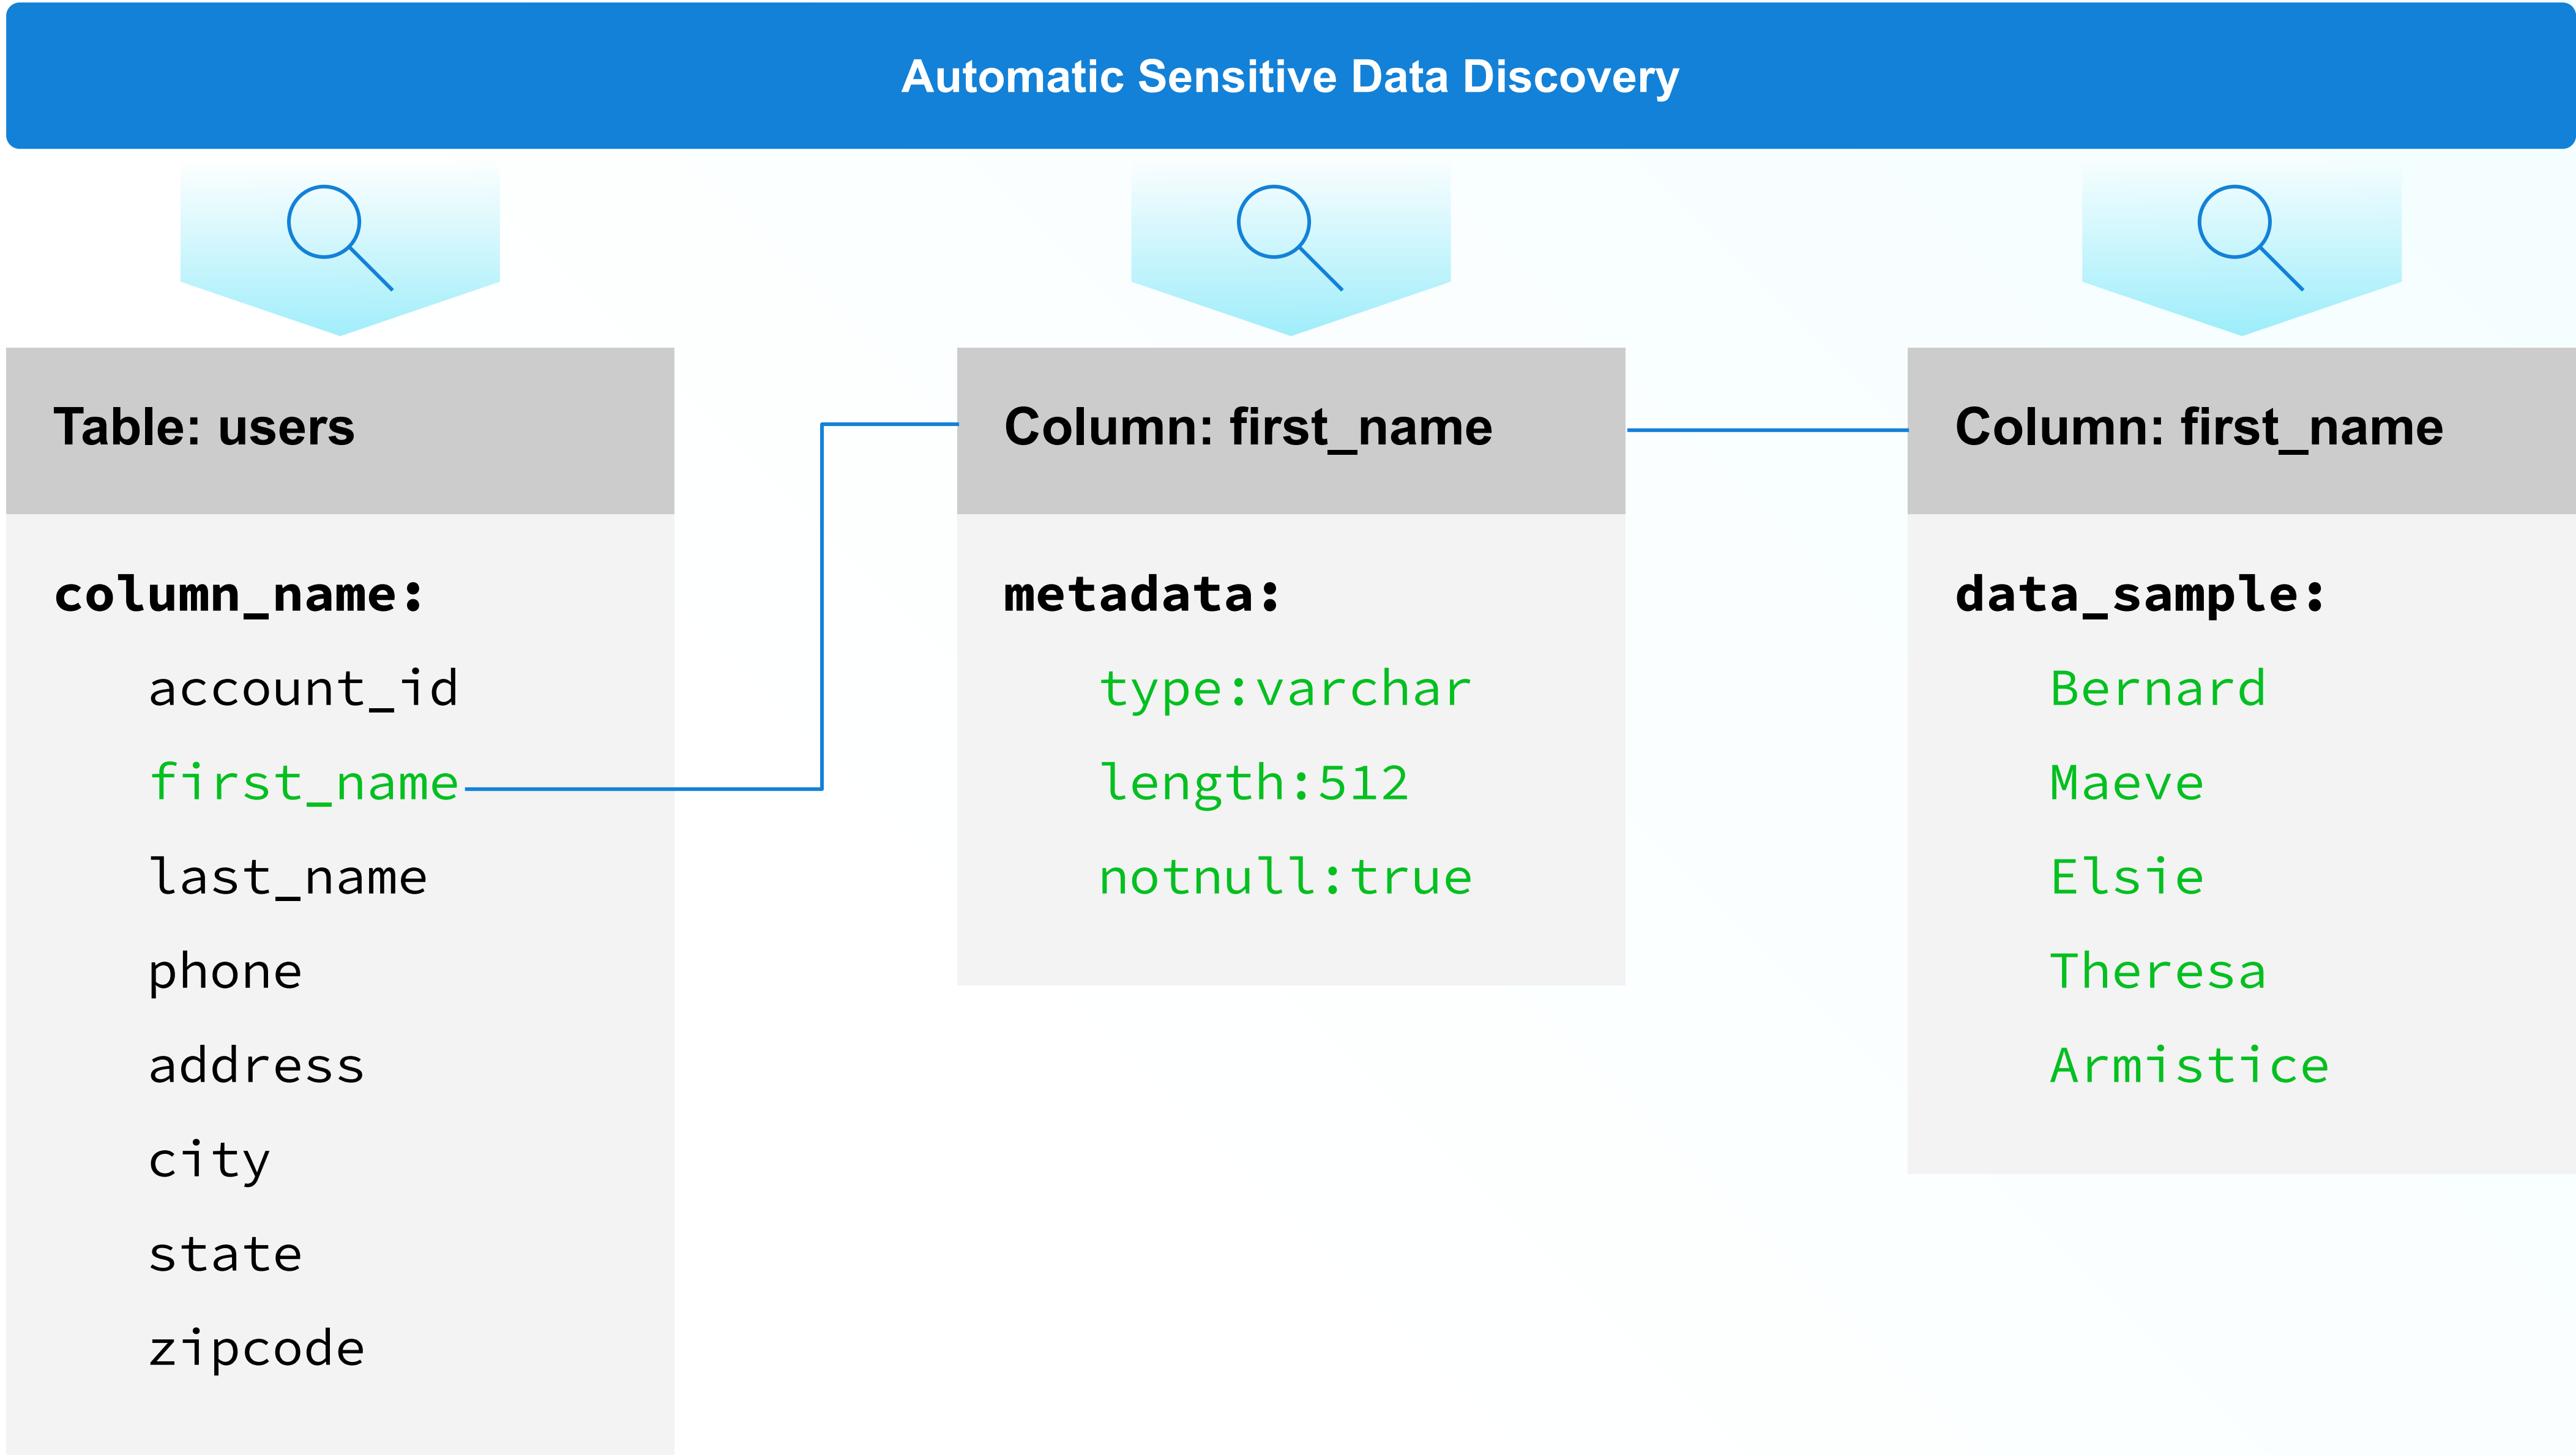 Automatic Sensitive Data Discovery
Table: users
column_name:
account_id
first_name
last_name
phone
address
city
state
zipcode
Column: first_name
metadata:
type:varchar
length:512
notnull:true
Column: first_name
data_sample:
Bernard
Maeve
Elsie
Theresa
Armistice